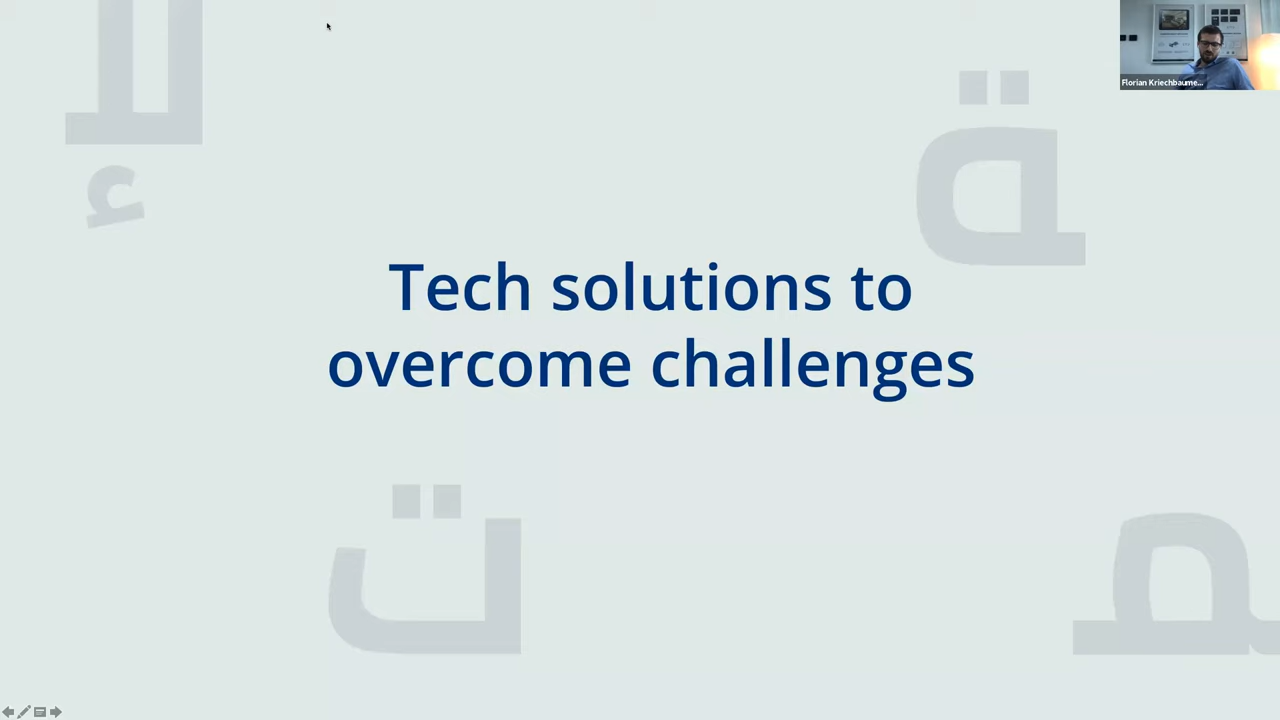 Tech solutions to
overcome challenges
Florian Kriechbaume...
إ
ة
ت